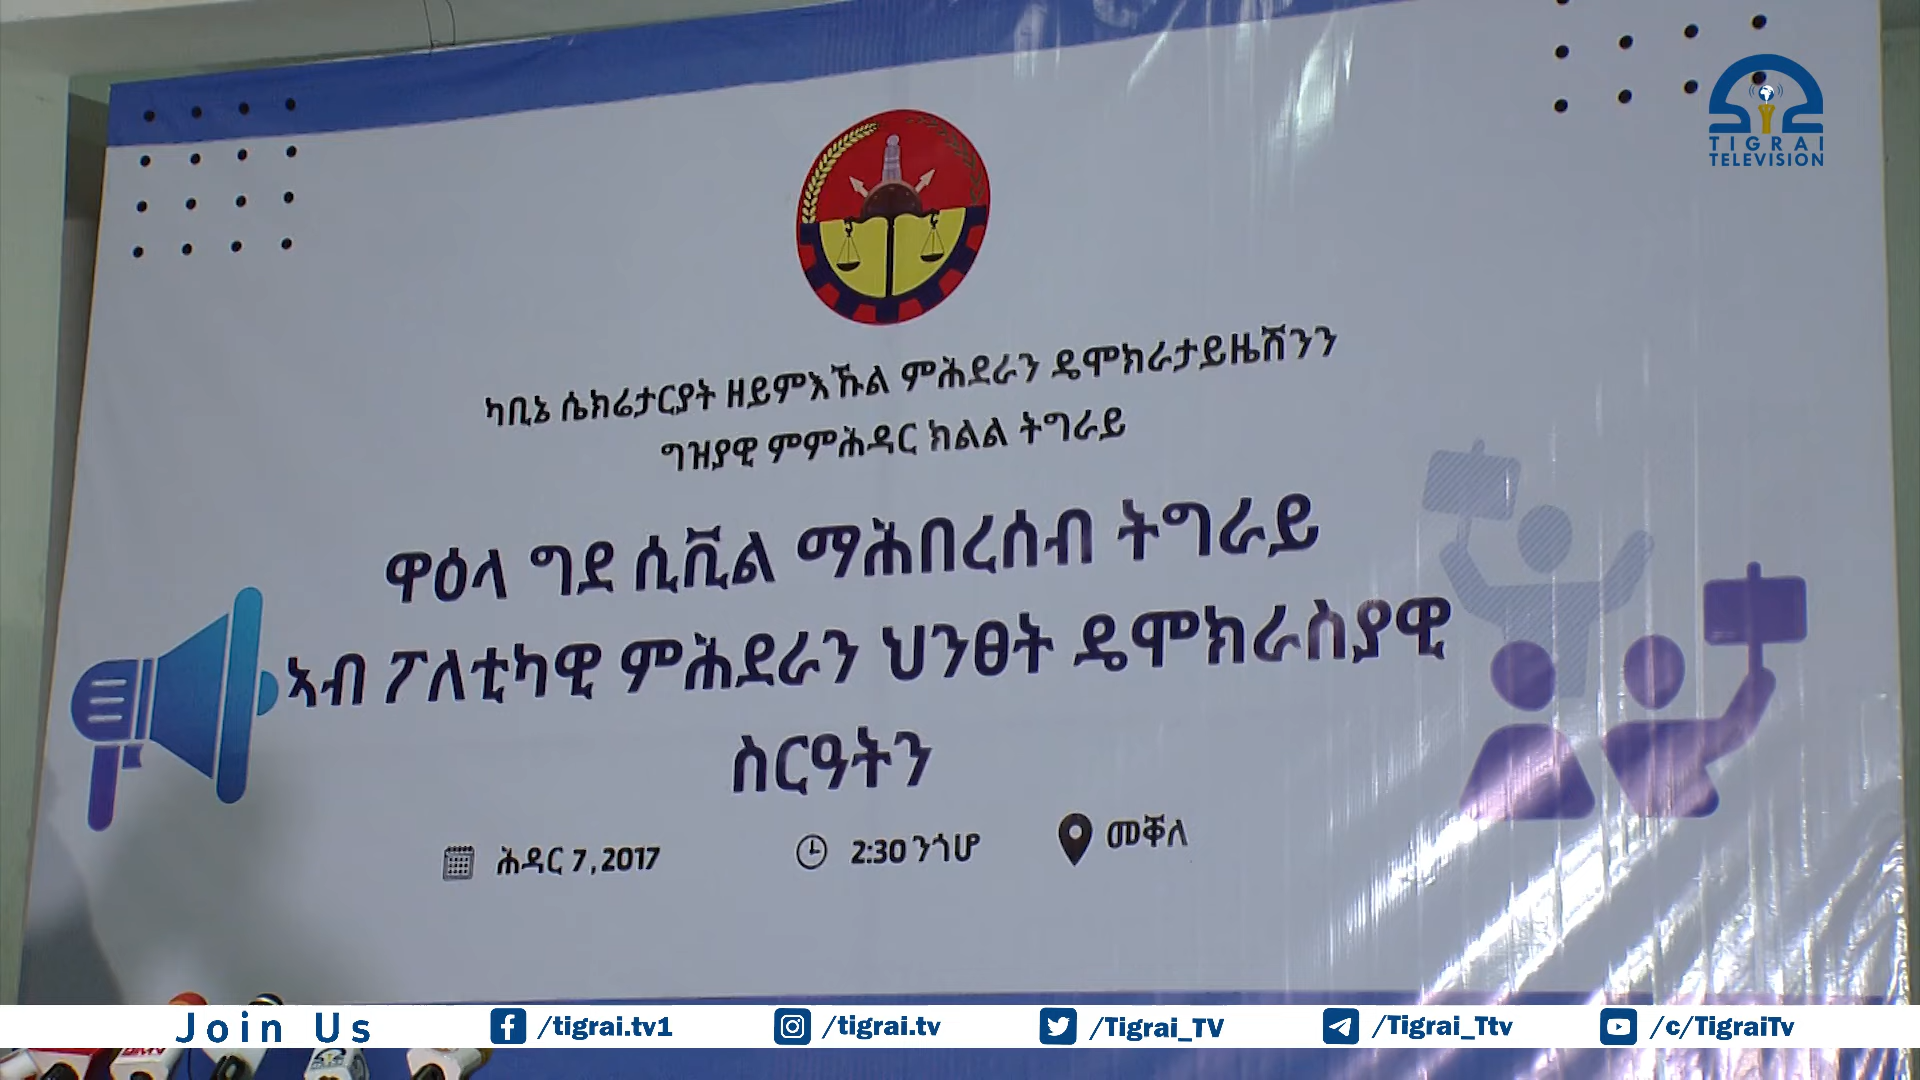 TIGRAI
TELEVISION
ካቢኔ ሴክሬታርያት ዘይምእኹል ምሕደራን ዴሞክራታይዜሽንን
ግዝያዊ ምምሕዳር ክልል ትግራይ
ዋዕላ ግደ ሲቪል ማሕበረሰብ ትግራይ
ኣብ ፖለቲካዊ ምሕደራን ህንፀት ዴሞክራስያዊ
ስርዓትን
ሕዳር 7,2017
2:30 ንጎሆ
መቐለ
Join Us
/tigrai.tv1
/tigrai.tv
/Tigrai_TV
/Tigrai_Ttv
/c/TigraiTv